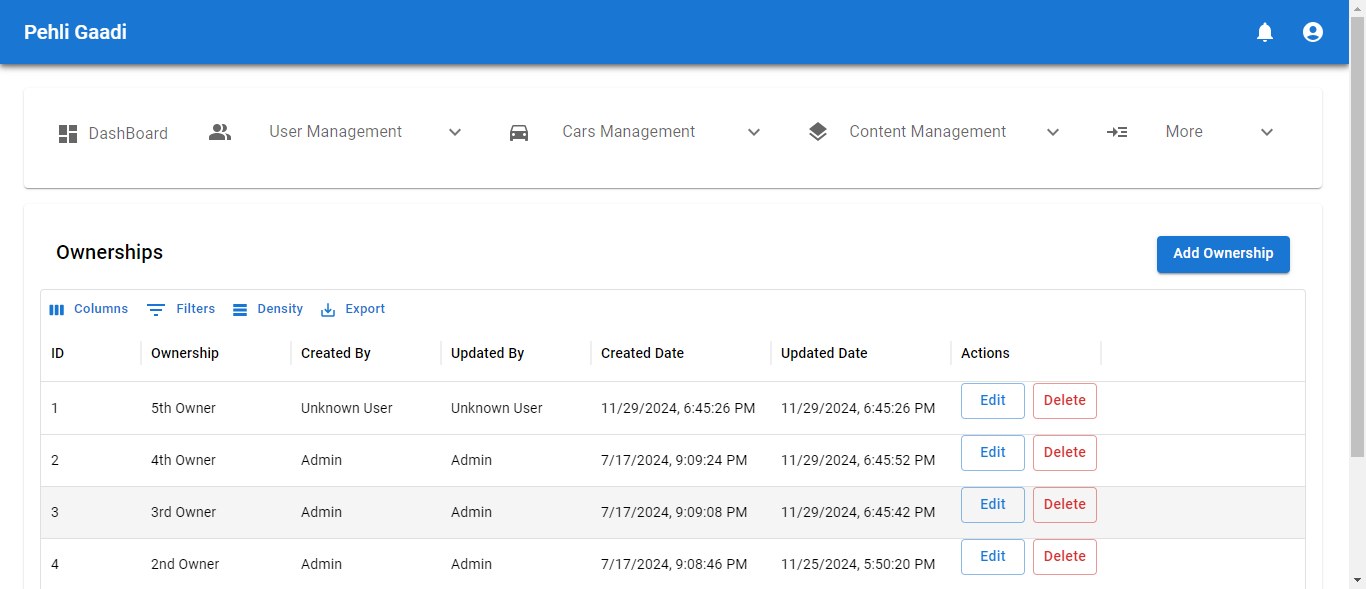 Pehli Gaadi
DashBoard User Management Cars Management Content Management More
Ownerships
Add Ownership
Columns Filters Density Export
ID Ownership Created By Updated By Created Date Updated Date Actions
1 5th Owner Unknown User Unknown User 11/29/2024, 6:45:26 PM 11/29/2024, 6:45:26 PM Edit Delete
2 4th Owner Admin Admin 7/17/2024, 9:09:24 PM 11/29/2024, 6:45:52 PM Edit Delete
3 3rd Owner Admin Admin 7/17/2024, 9:09:08 PM 11/29/2024, 6:45:42 PM Edit Delete
4 2nd Owner Admin Admin 7/17/2024, 9:08:46 PM 11/25/2024, 5:50:20 PM Edit Delete